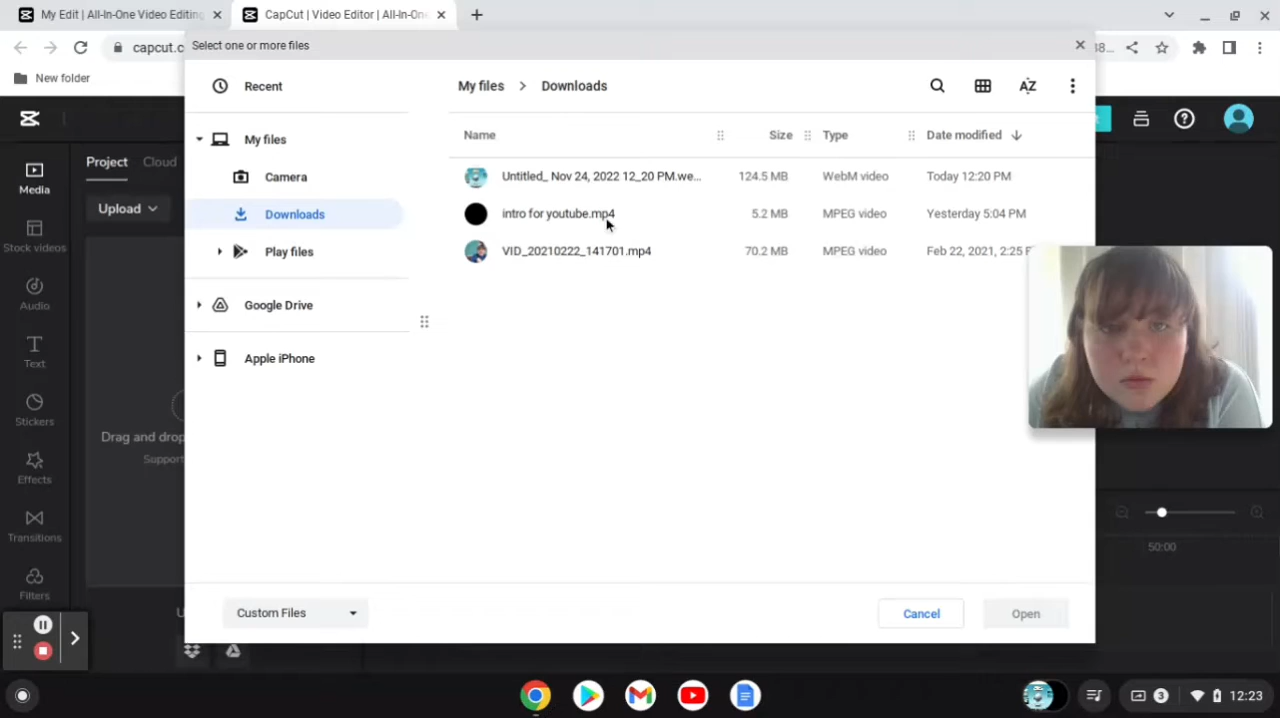 My Edit | All-In-One Video Editing
CapCut | Video Editor | All-In-On
capcut.c
New folder
Select one or more files
Recent
My files
Camera
Downloads
Play files
Google Drive
Apple iPhone
My files > Downloads
AZ
Name Size Type Date modified
Untitled_ Nov 24, 2022 12_20 PM.we... 124.5 MB WebM video Today 12:20 PM
intro for youtube.mp4 5.2 MB MPEG video Yesterday 5:04 PM
VID_20210222_141701.mp4 70.2 MB MPEG video Feb 22, 2021, 2:25 P
Custom Files
Cancel
Open
Media
Stock videos
Audio
Text
Stickers
Effects
Transitions
Filters
Project Cloud
Upload
Drag and drop
Support
50:00
3
12:23